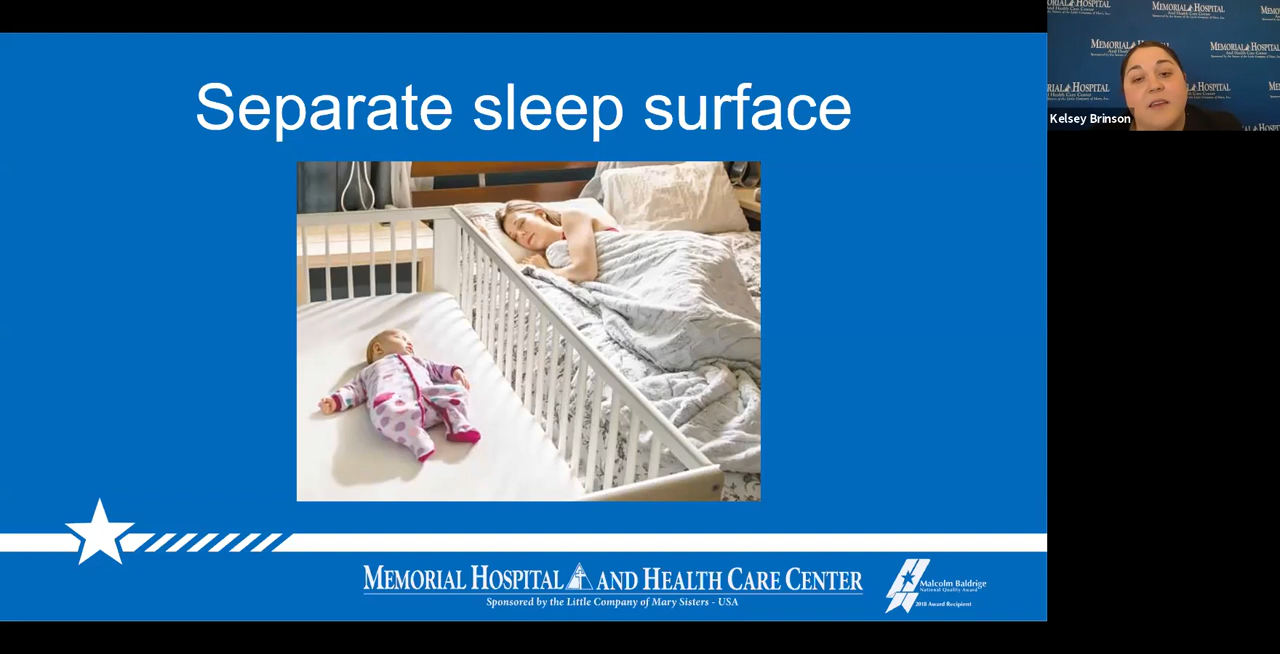 Separate sleep surface
MEMORIAL HOSPITAL AND HEALTH CARE CENTER
Sponsored by the Little Company of Mary Sisters - USA
Malcolm Baldrige
National Quality Award
2018 Award Recipient
MEMORIAL HOSPITAL
Kelsey Brinson